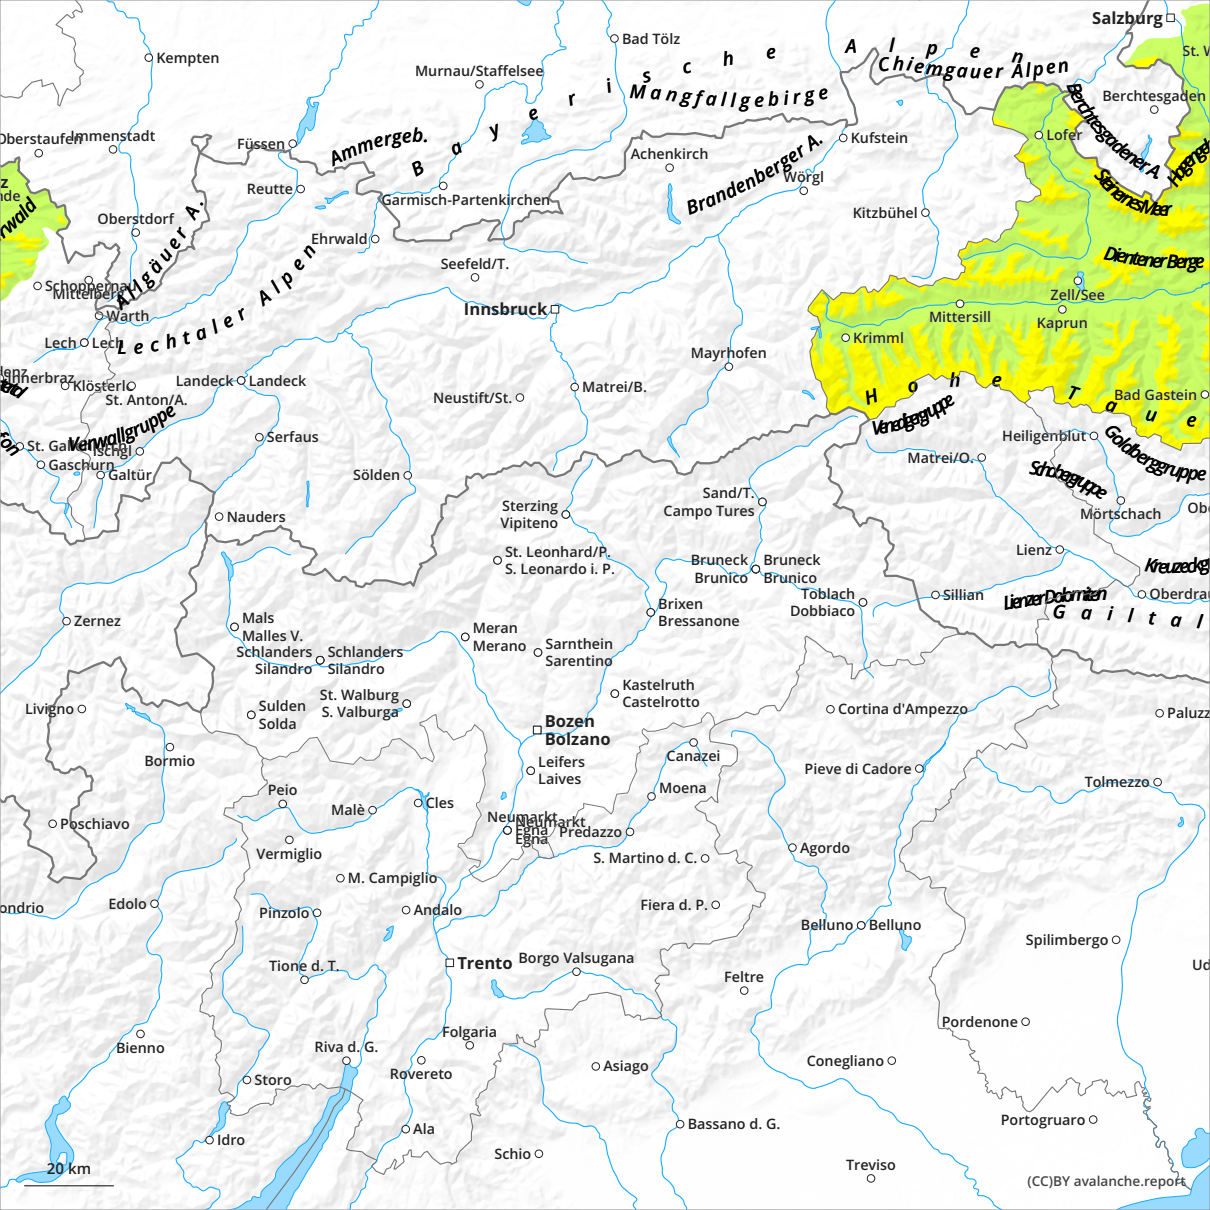 Salzburg
Kempten
Bad Tölz
Bayerische Alpen
St. W
Murnau/Staffelsee
Chiemgauer Alpen
Mangfallgebirge
Berchtesgaden
Oberstaufen
Immenstadt
Füssen
Ammergeb.
Achenkirch
Brandenberger A.
Kufstein
Lofer
Berchtesgadener A.
Reutte
Garmisch-Partenkirchen
Wörgl
Steinernes Meer
Oberstdorf
Allgäuer A.
Ehrwald
Kitzbühel
Dientener Berge
Seefeld/T.
Schoppernau
Mittelberg
Zell/See
Warth
Innsbruck
Mittersill
Kaprun
Lechtaler Alpen
Lech
Lech
Krimml
Mayrhofen
Innerbraz
Klösterle
St. Anton/A.
Landeck
Landeck
Matrei/B.
Neustift/St.
Hohe Taue
Bad Gastein
Venedigergruppe
Verwallgruppe
Serfaus
Heiligenblut
Goldberggruppe
Ischgl
Gaschurn
Galtür
Sölden
Matrei/O.
Schobergruppe
Nauders
Sterzing
Vipiteno
Sand/T.
Campo Tures
Mörtschach
St. Leonhard/P.
S. Leonardo i. P.
Bruneck
Brunico
Bruneck
Brunico
Lienz
Kreuzeckg
Toblach
Dobbiaco
Sillian
Lienzer Dolomiten
Oberdrau
Gailtal
Zernez
Mals
Malles V.
Brixen
Bressanone
Meran
Merano
Sarnthein
Sarentino
Schlanders
Silandro
Schlanders
Silandro
Kastelruth
Castelrotto
St. Walburg
S. Valburga
Livigno
Sulden
Solda
Cortina d'Ampezzo
Paluzz
Bozen
Bolzano
Bormio
Canazei
Leifers
Laives
Pieve di Cadore
Tolmezzo
Peio
Moena
Malè
Cles
Poschiavo
Neumarkt
Egna
Neumarkt
Egna
Predazzo
Vermiglio
S. Martino d. C.
Agordo
M. Campiglio
ondrio
Edolo
Pinzolo
Andalo
Fiera d. P.
Belluno
Belluno
Spilimbergo
Trento
Borgo Valsugana
Tione d. T.
Feltre
Ud
Pordenone
Bienno
Folgaria
Riva d. G.
Rovereto
Asiago
Conegliano
Storo
Portogruaro
Idro
Ala
Bassano d. G.
Schio
Treviso
20 km
(CC)BY avalanche.report